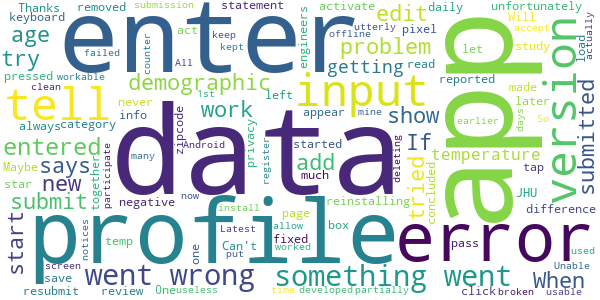 Thanks
removed
submission
statement
activate
daily
unfortunately
keyboard
enter
act
keep
edit
Will
accept
age
failed
utterly
offline
pixel
engineers
app
version
load
actually
pressed
workable
counter
All
kept
problem
let
study
try
clean
demographic
getting
read
reported
made
never
1st
left
input
mine
later
tell
info
work
appear
show
earlier
days
So
always
category
zipcode
data
privacy
started
If
submitted
entered
many
Android
add
much
deleting
temperature
Maybe
says
together
participate
register
tried
concluded
tap
star
new
negative
now
reinstalling
JHU
difference
submit
profile
install
page
box
error
start
temp
notices
one
Latest
Can't
allow
fixed
pass
Unable
used
put
worked
screen
save
went wrong
something went
When
resubmit
review
One
useless
time
developed
partially
click
broken
usable